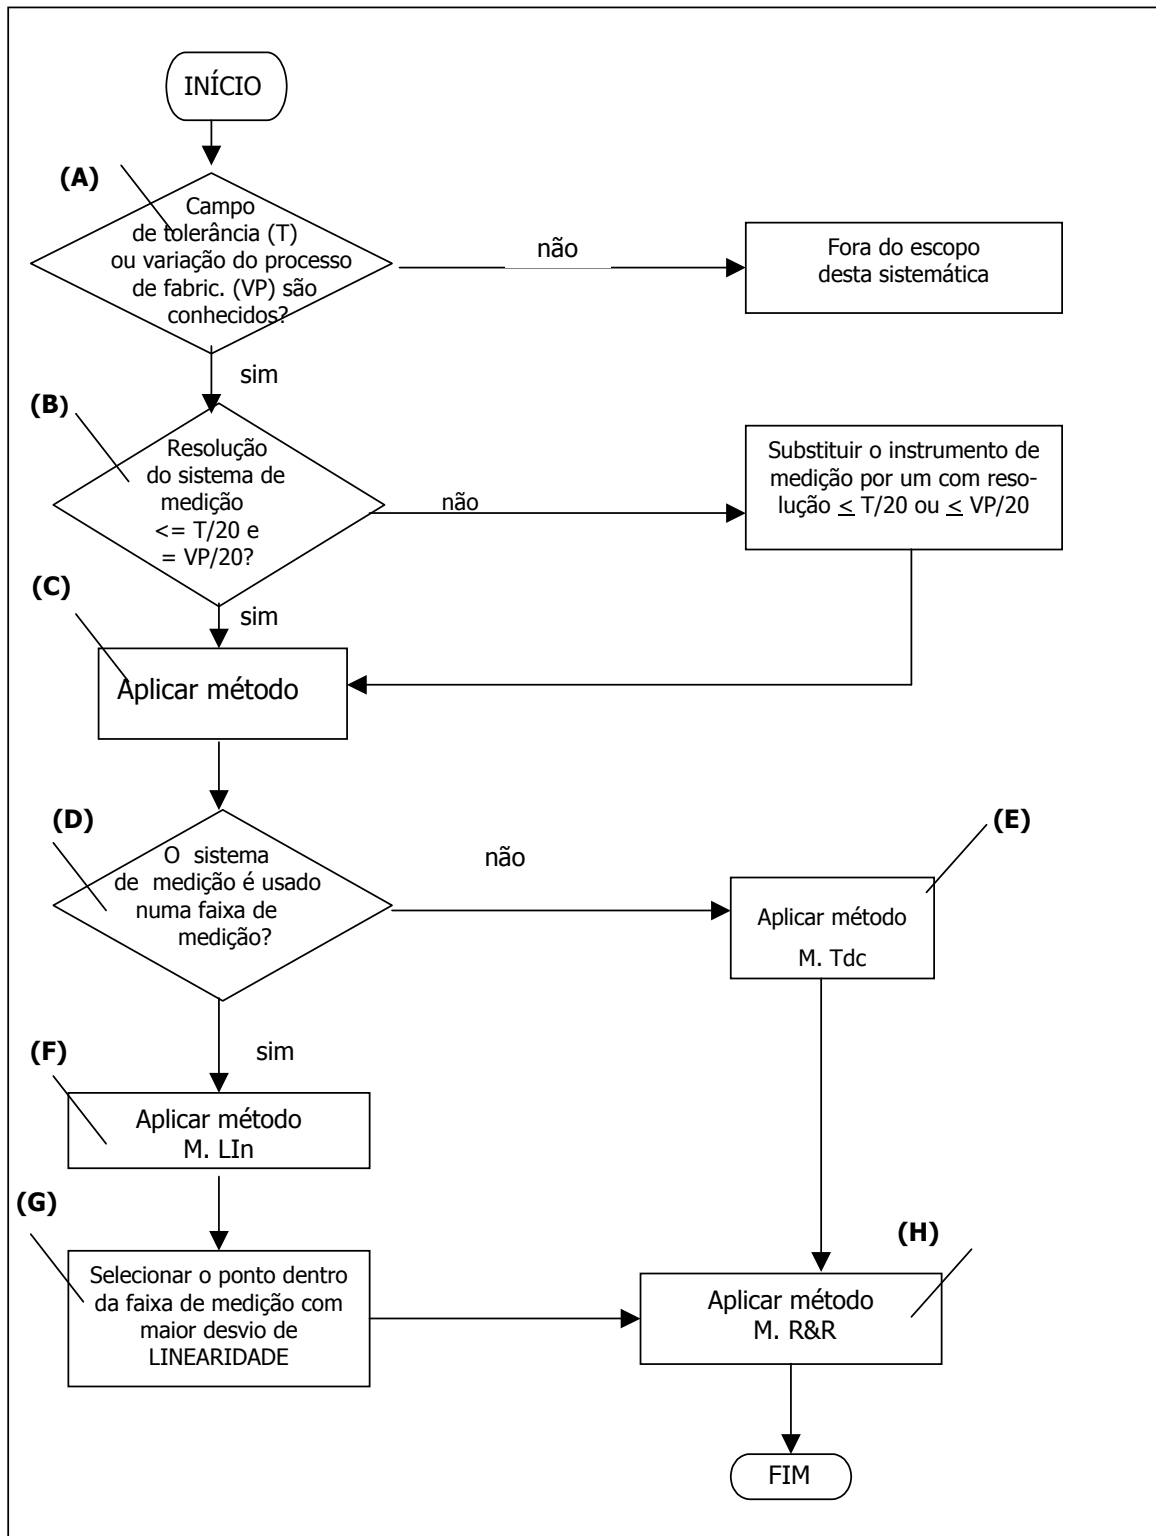 INÍCIO
(A)
Campo
de tolerância (T)
ou variação do processo
de fabric. (VP) são
conhecidos?
não
Fora do escopo
desta sistemática
sim
(B)
Resolução
do sistema de
medição
<= T/20 e
= VP/20?
não
Substituir o instrumento de
medição por um com reso-
lução ≤ T/20 ou ≤ VP/20
sim
(C)
Aplicar método
(D)
O sistema
de medição é usado
numa faixa de
medição?
não
(E)
Aplicar método
M. Tdc
sim
(F)
Aplicar método
M. LIn
(G)
Selecionar o ponto dentro
da faixa de medição com
maior desvio de
LINEARIDADE
(H)
Aplicar método
M. R&R
FIM